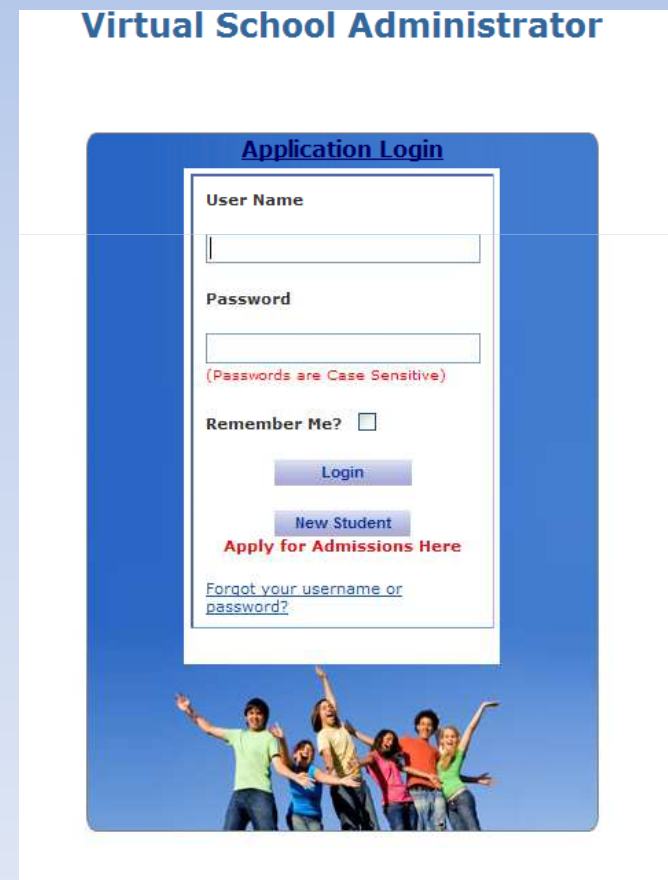 Virtual School Administrator
Application Login
User Name
Password
(Passwords are Case Sensitive)
Remember Me?
Login
New Student
Apply for Admissions Here
Forgot your username or
password?